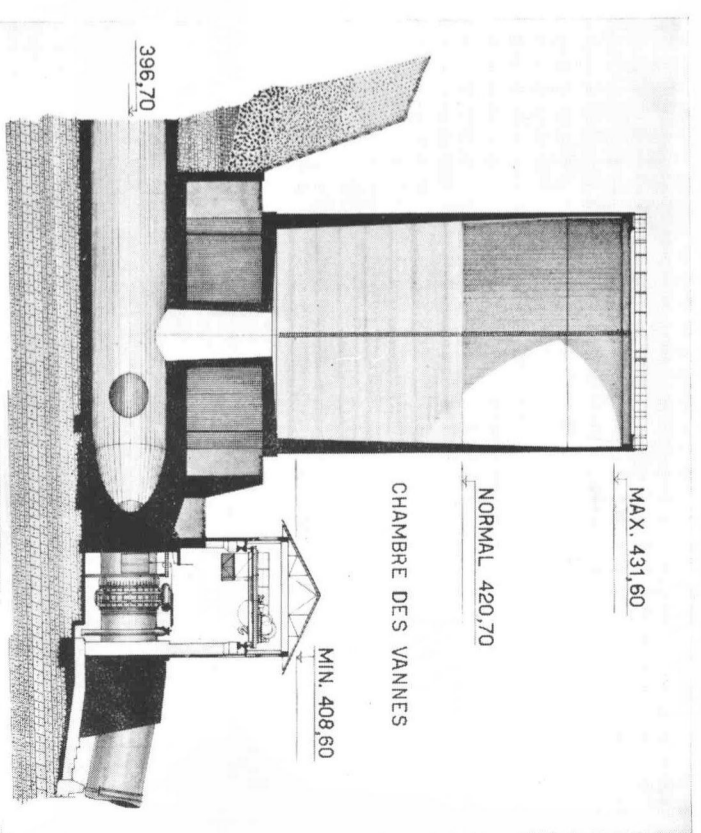 396,70
MAX. 431,60
NORMAL 420,70
CHAMBRE DES VANNES
MIN. 408,60